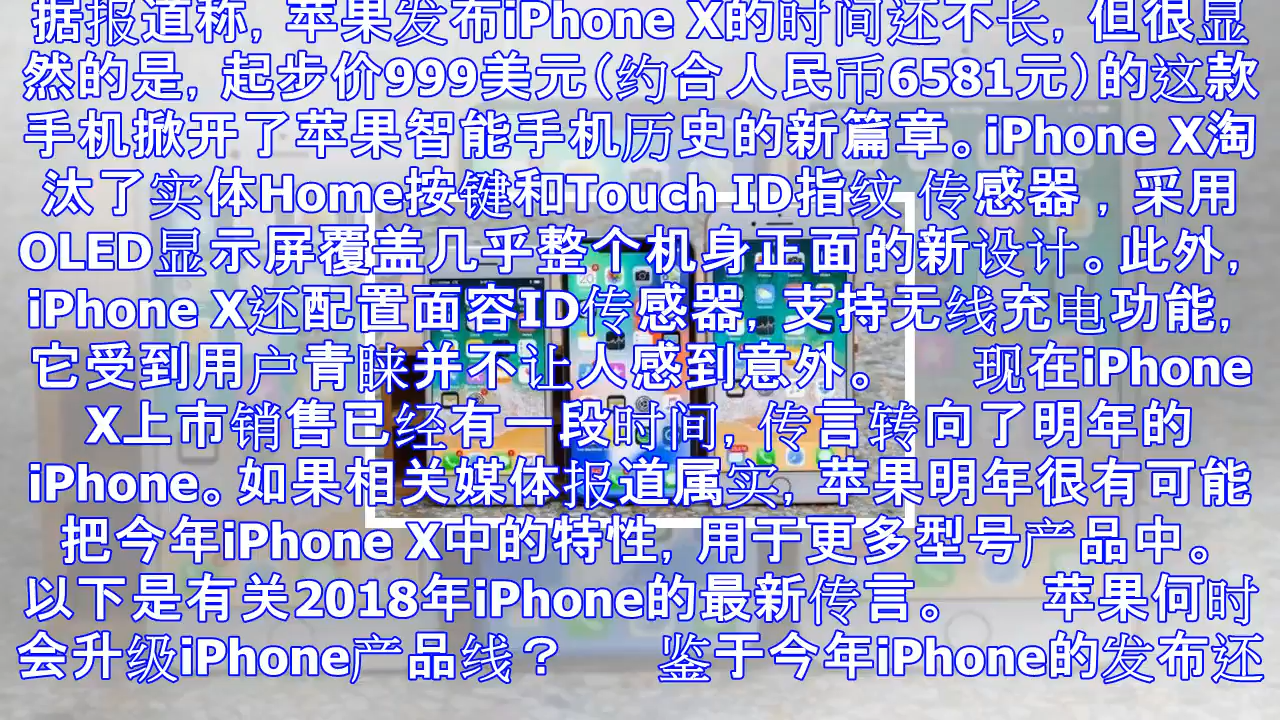 据报道称，苹果发布iPhone X的时间还不长，但很显
然的是，起步价999美元（约合人民币6581元）的这款
手机掀开了苹果智能手机历史的新篇章。iPhone X淘
汰了实体Home按键和Touch ID指纹 传感器 ，采用
OLED显示屏覆盖几乎整个机身正面的新设计。此外，
iPhone X还配置面容ID传感器，支持无线充电功能，
它受到用户青睐并不让人感到意外。 现在iPhone
X上市销售已经有一段时间，传言转向了明年的
iPhone。如果相关媒体报道属实，苹果明年很有可能
把今年iPhone X中的特性，用于更多型号产品中。
以下是有关2018年iPhone的最新传言。 苹果何时
会升级iPhone产品线？ 鉴于今年iPhone的发布还